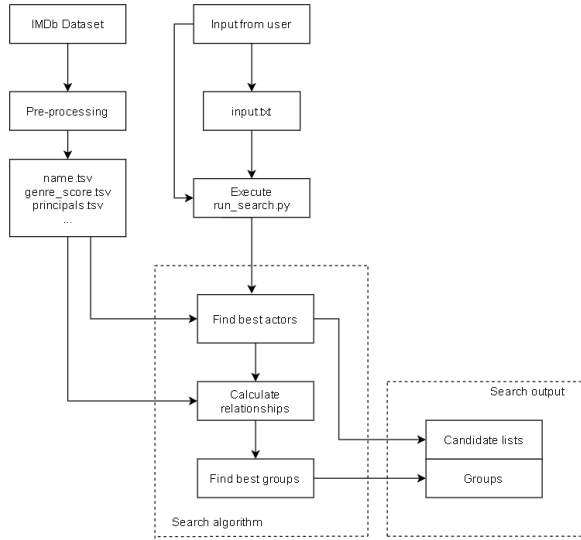 IMDb Dataset
Input from user
Pre-processing
input.txt
name.tsv
genre_score.tsv
principals.tsv
...
Execute
run_search.py
Find best actors
Calculate
relationships
Search output
Candidate lists
Find best groups
Groups
Search algorithm